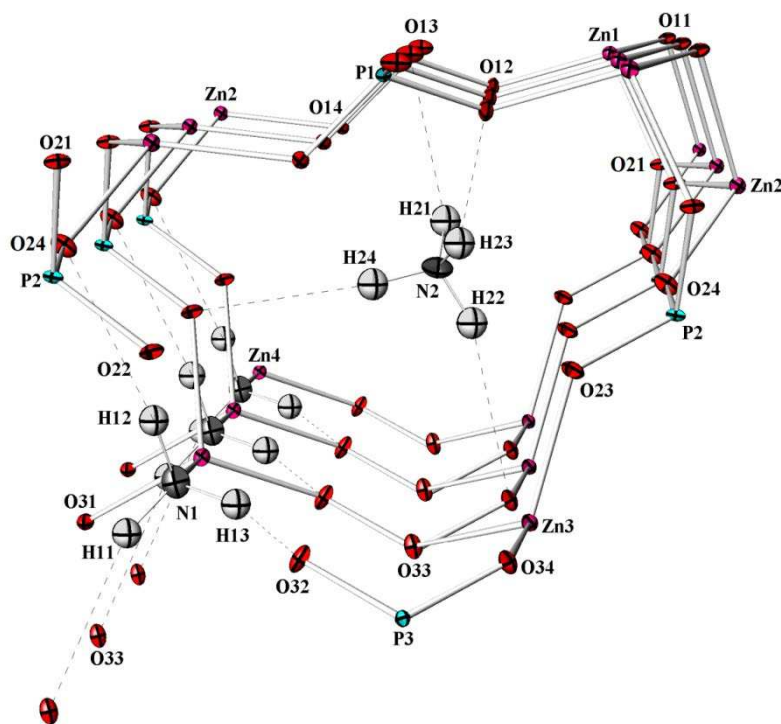 O13
Zn1
O11
P1
O12
Zn2
O14
O21
O21
Zn2
H21
O24
H23
H24
N2
O24
P2
H22
P2
O22
Zn4
O23
H12
O31
N1
Zn3
H13
H11
O33
O34
O32
P3
O33